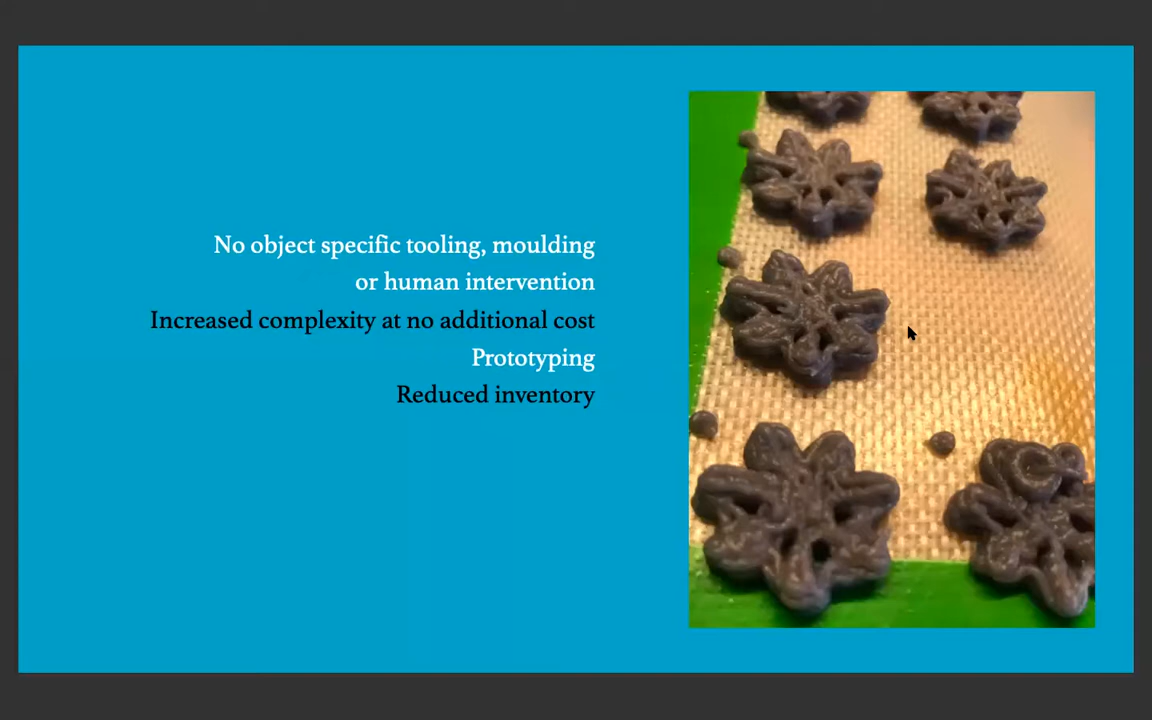 No object specific tooling, moulding
or human intervention
Increased complexity at no additional cost
Prototyping
Reduced inventory